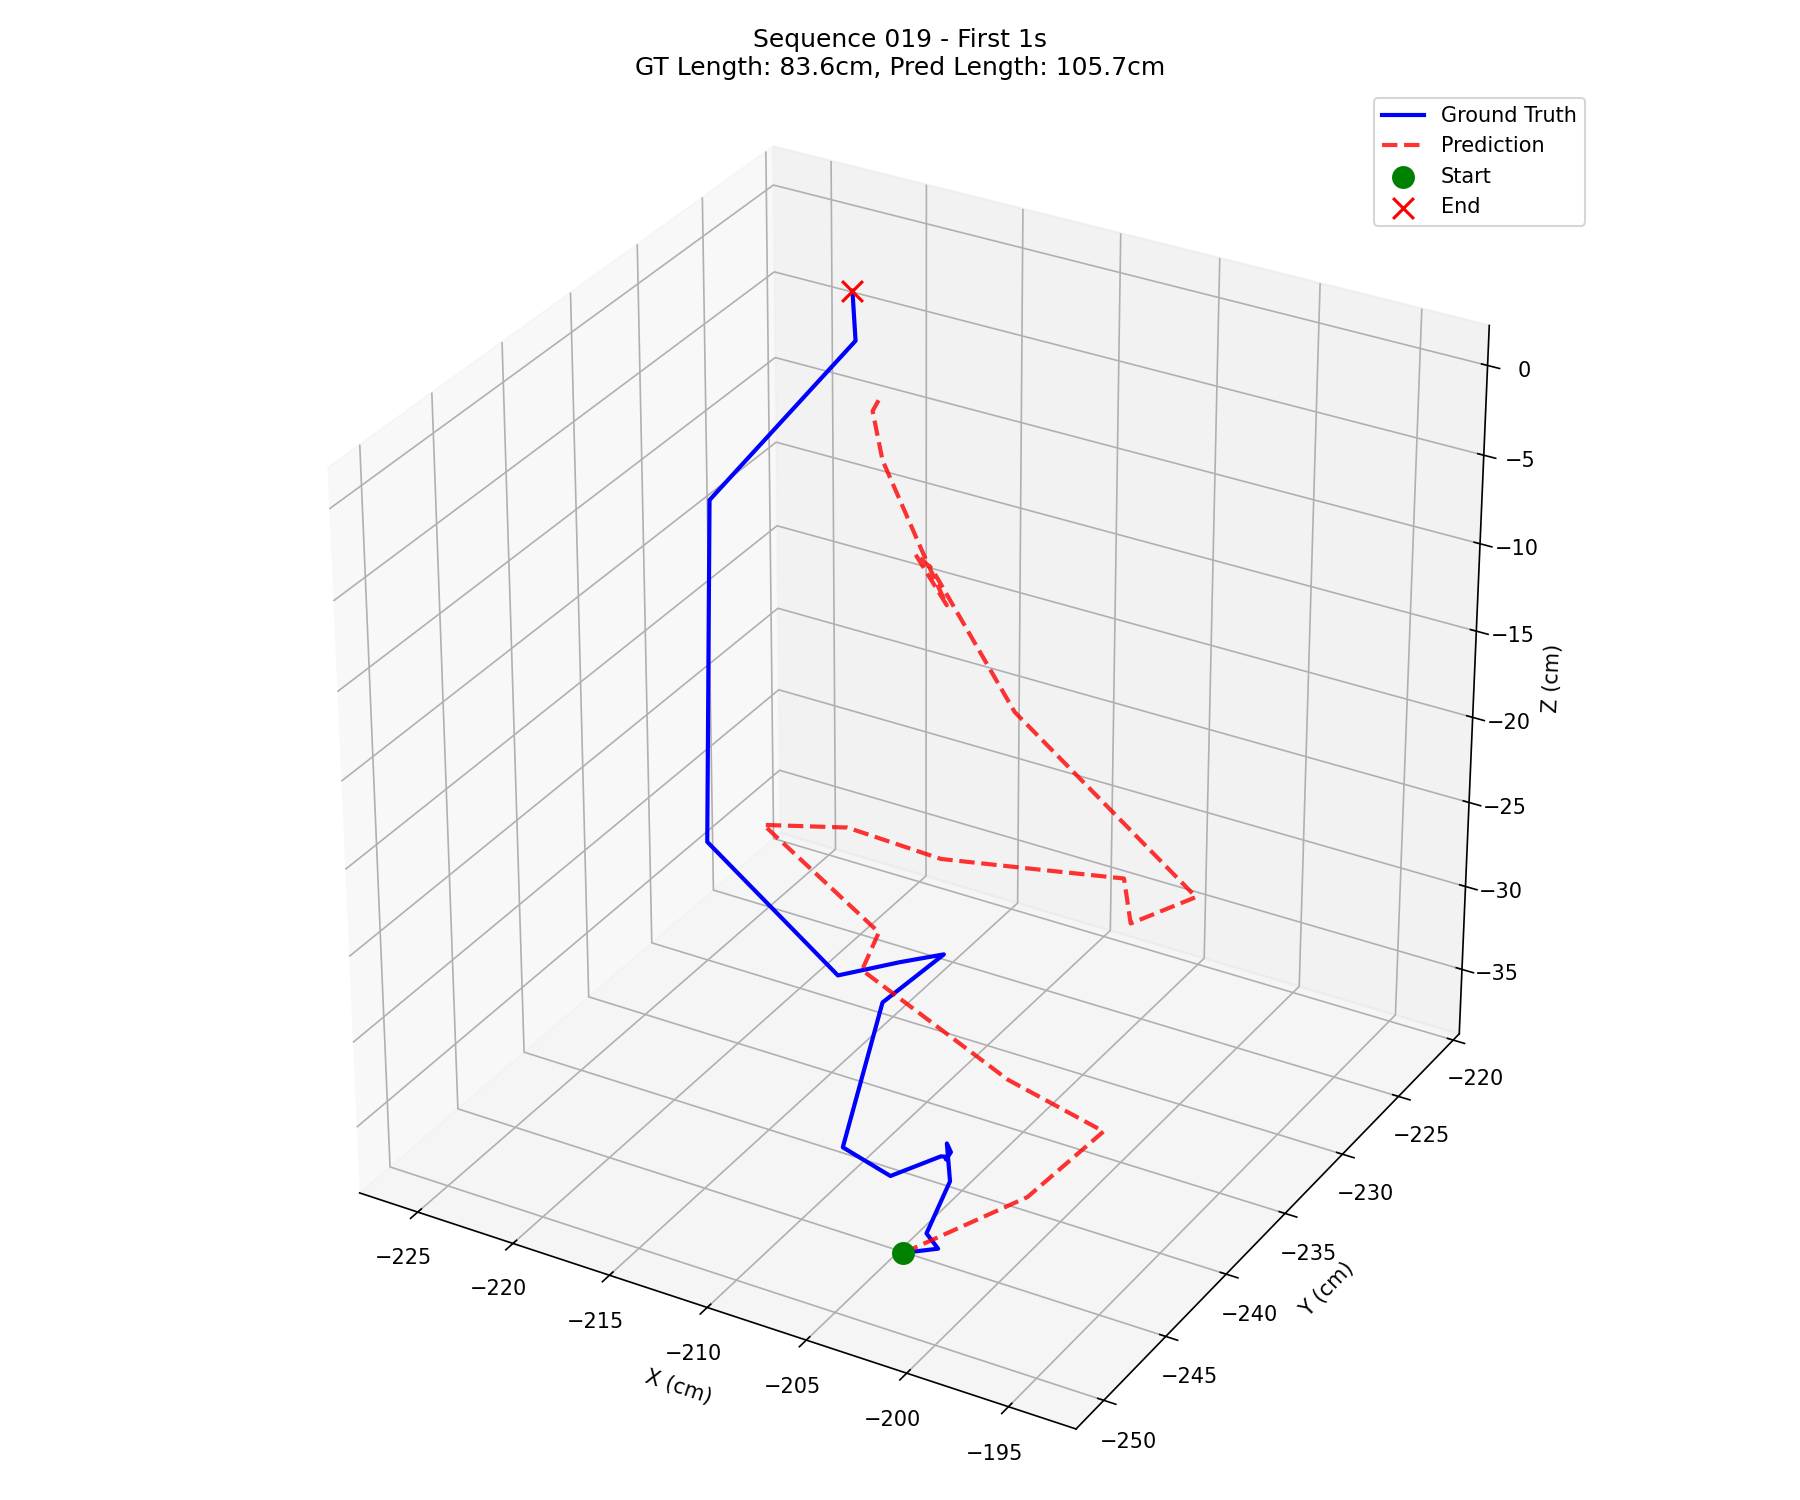 Sequence 019 - First 1s
GT Length: 83.6cm, Pred Length: 105.7cm
Ground Truth
Prediction
Start
End
0
−5
−10
−15
−20
−25
−30
−35
Z (cm)
−220
−225
−230
−235
−240
−245
−250
Y (cm)
−225
−220
−215
−210
−205
−200
−195
X (cm)